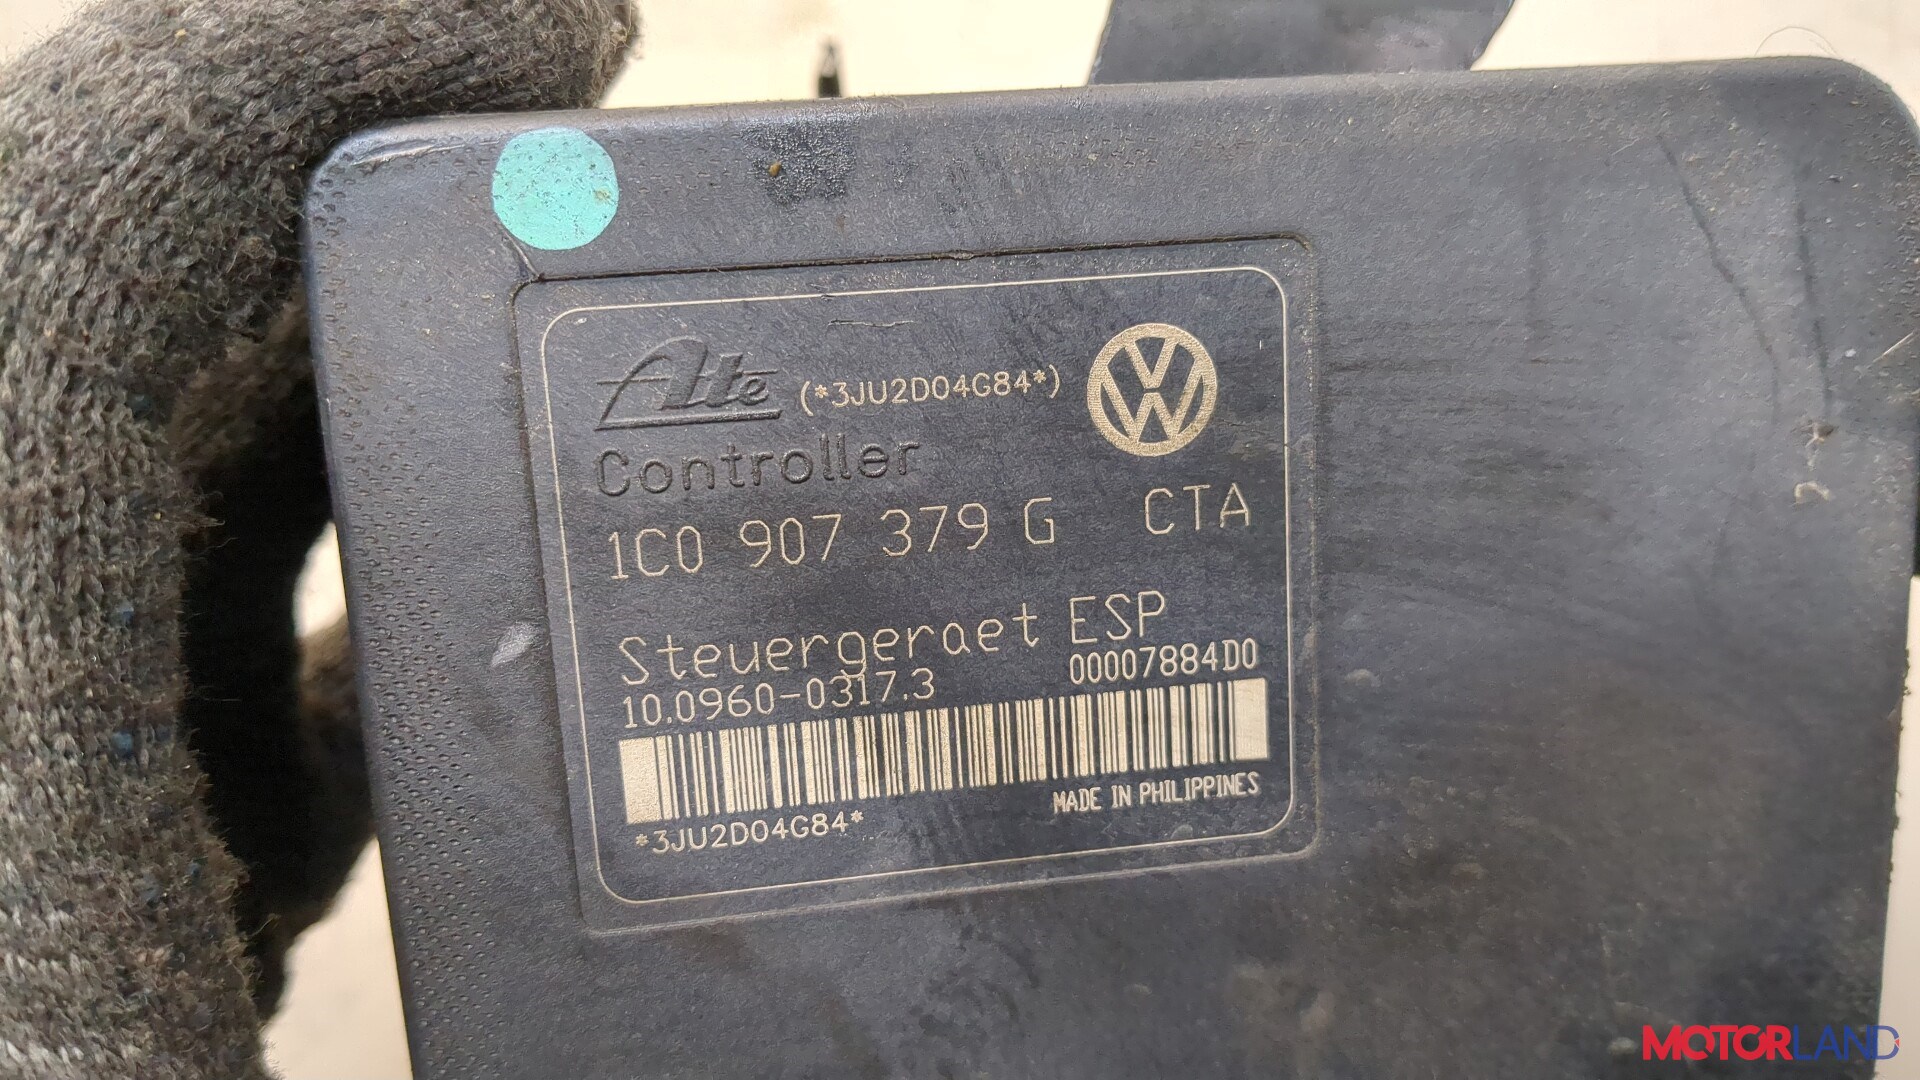 Ate (*3JU2D04G84*)
Controller
1C0 907 379 G CTA
Steuergeraet ESP
10.0960-0317.3 00007884D0
MADE IN PHILIPPINES
*3JU2D04G84*
MOTORLAND